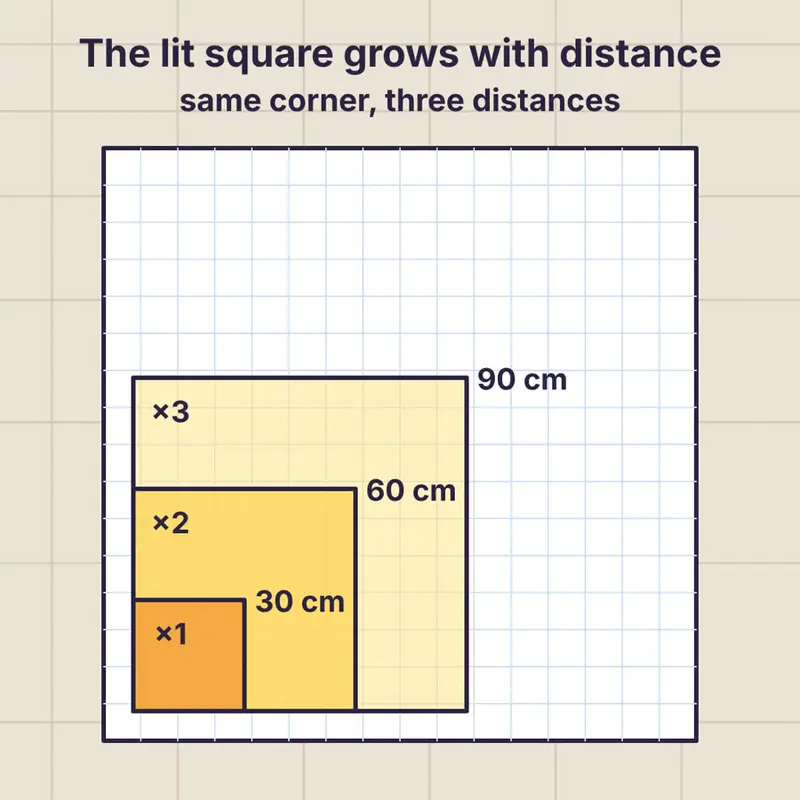 The lit square grows with distance
same corner, three distances
90 cm
×3
60 cm
×2
30 cm
×1